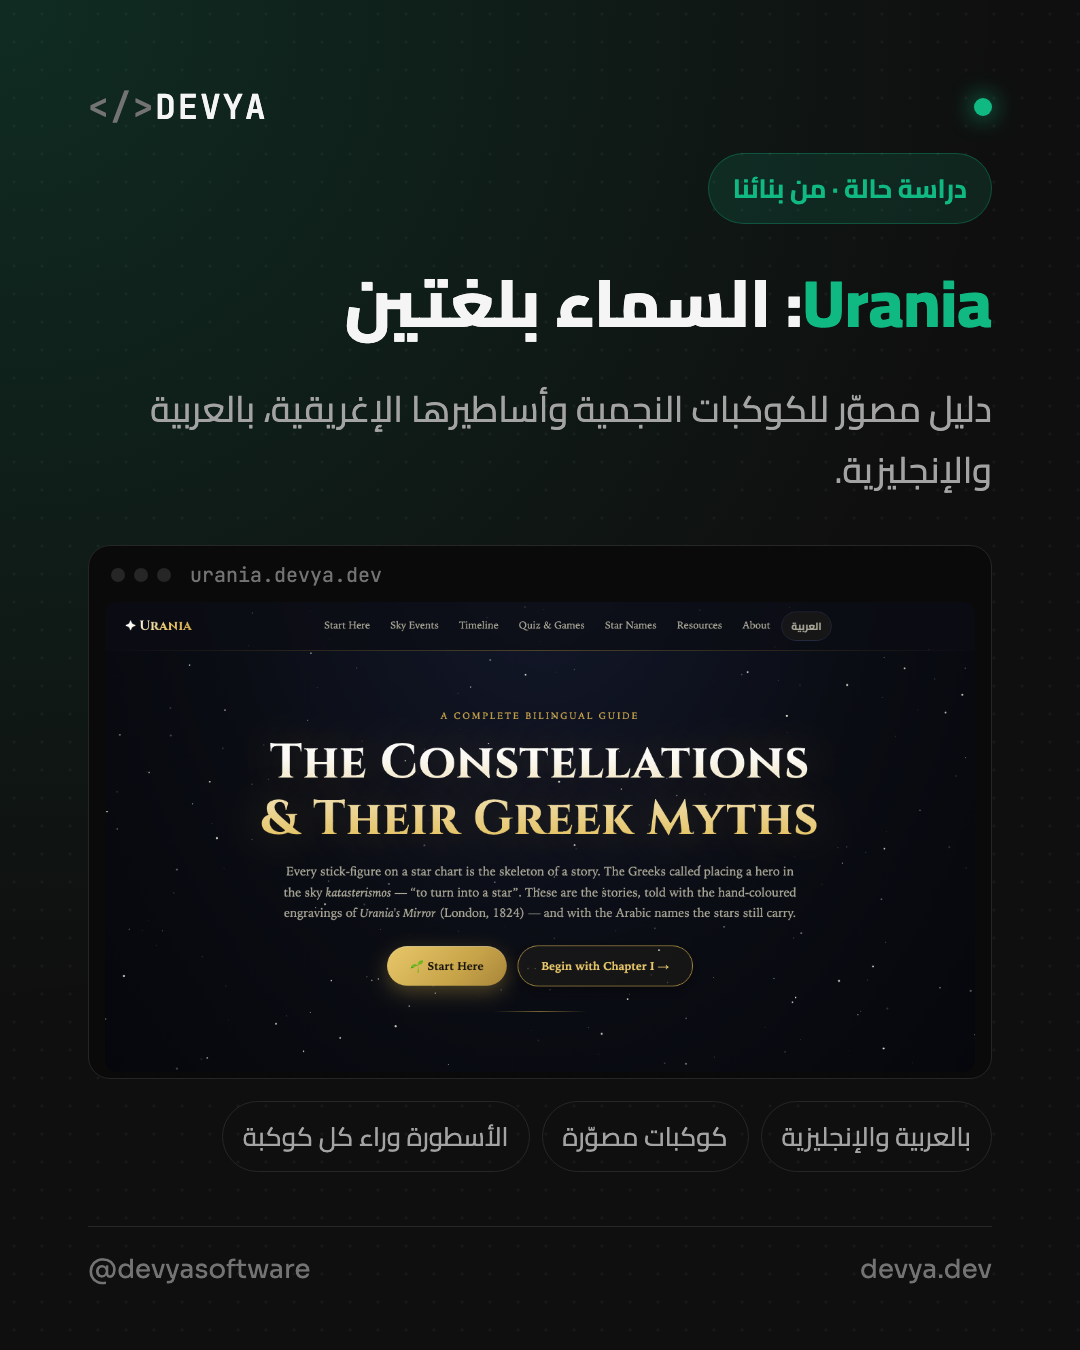 </>DEVYA
دراسة حالة · من بنائنا
Urania: السماء بلغتين
دليل مصوّر للكوكبات النجمية وأساطيرها الإغريقية، بالعربية
والإنجليزية.
urania.devya.dev
✦ URANIA
Start Here Sky Events Timeline Quiz & Games Star Names Resources About العربية
A COMPLETE BILINGUAL GUIDE
THE CONSTELLATIONS
& THEIR GREEK MYTHS
Every stick-figure on a star chart is the skeleton of a story. The Greeks called placing a hero in
the sky katasterismos — “to turn into a star”. These are the stories, told with the hand-coloured
engravings of Urania's Mirror (London, 1824) — and with the Arabic names the stars still carry.
🌱 Start Here
Begin with Chapter I →
بالعربية والإنجليزية
كوكبات مصوّرة
الأسطورة وراء كل كوكبة
@devyasoftware
devya.dev